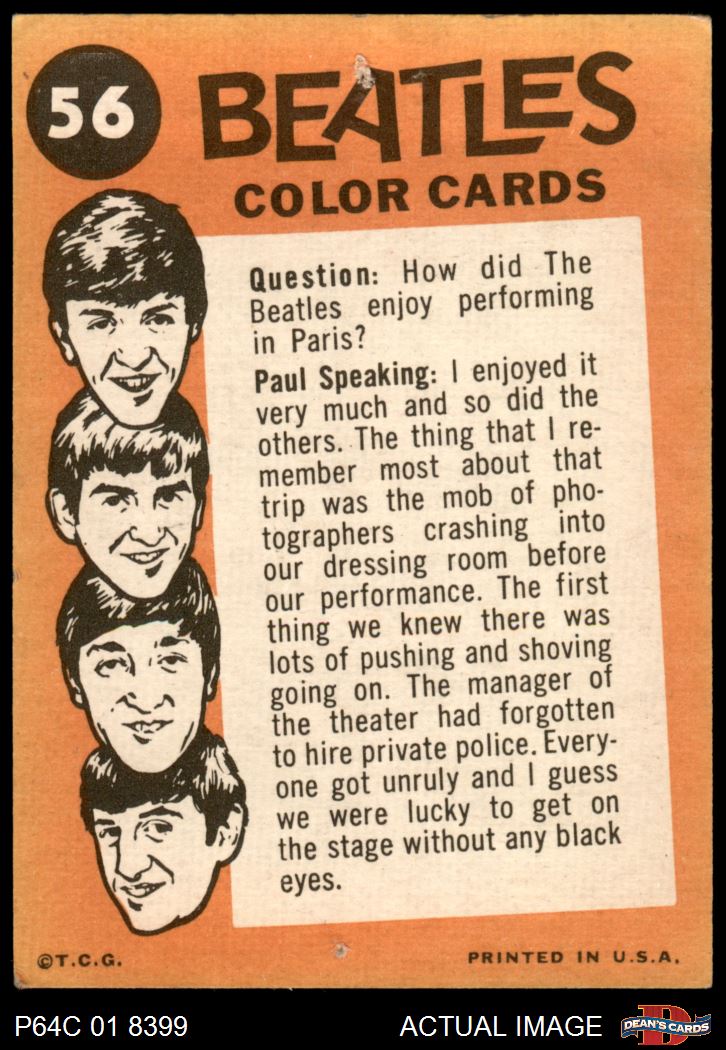 56
BEATLES
COLOR CARDS
Question: How did The
Beatles enjoy performing
in Paris?
Paul Speaking: I enjoyed it
very much and so did the
others. The thing that I re-
member most about that
trip was the mob of pho-
tographers crashing into
our dressing room before
our performance. The first
thing we knew there was
lots of pushing and shoving
going on. The manager of
the theater had forgotten
to hire private police. Every-
one got unruly and I guess
we were lucky to get on
the stage without any black
eyes.
©T.C.G.
PRINTED IN U.S.A.
P64C 01 8399
ACTUAL IMAGE
D
DEAN'S CARDS